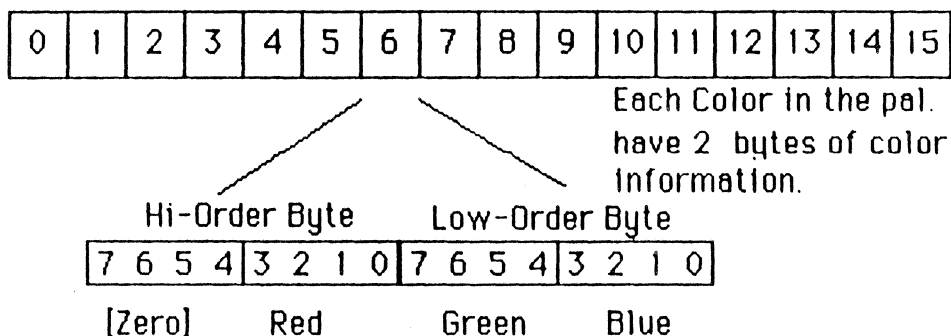 0 1 2 3 4 5 6 7 8 9 10 11 12 13 14 15
Each Color in the pal.
have 2 bytes of color
information.
Hi-Order Byte Low-Order Byte
7 6 5 4 3 2 1 0 7 6 5 4 3 2 1 0
[Zero] Red Green Blue